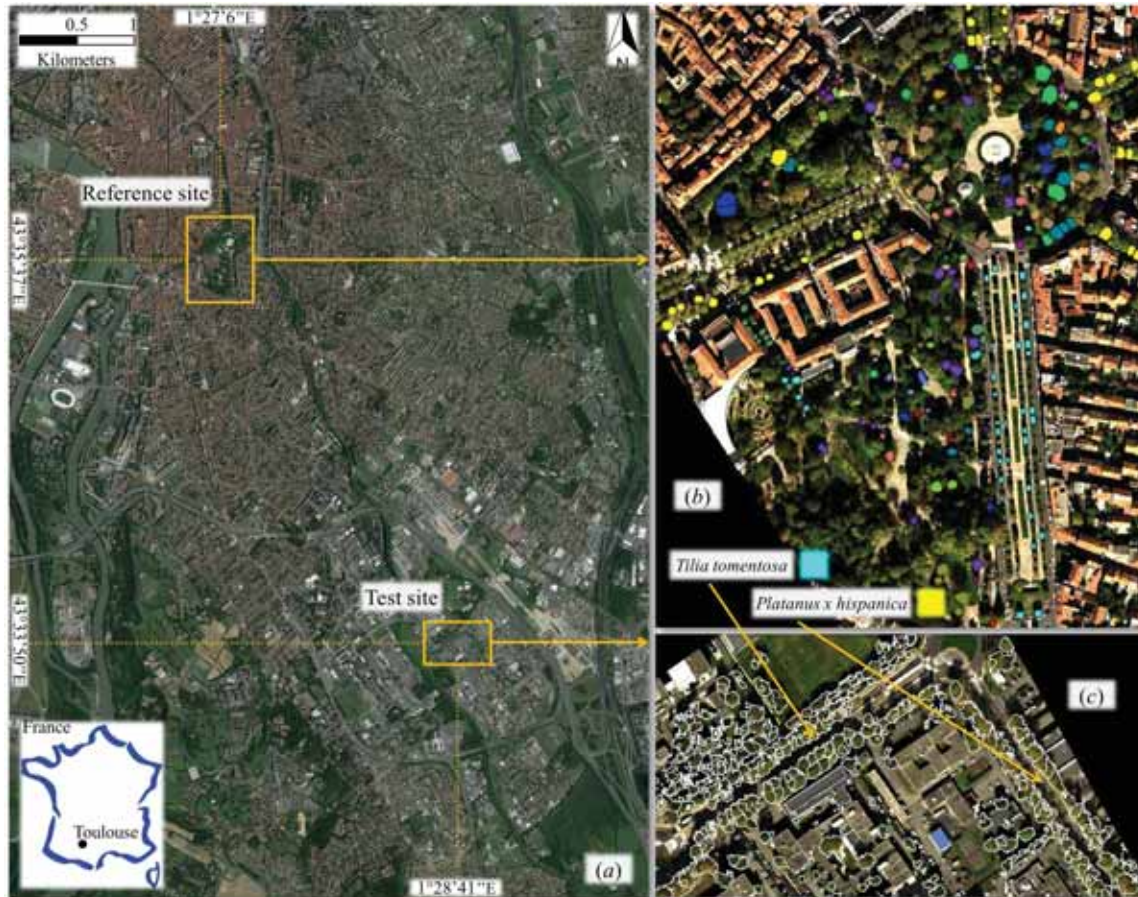 0.5 1
Kilometers
1°27'6"E
N
Reference site
43°35'37"E
Test site
43°33'50"E
France
Toulouse
1°28'41"E
(a)
(b)
Tilia tomentosa
Platanus x hispanica
(c)